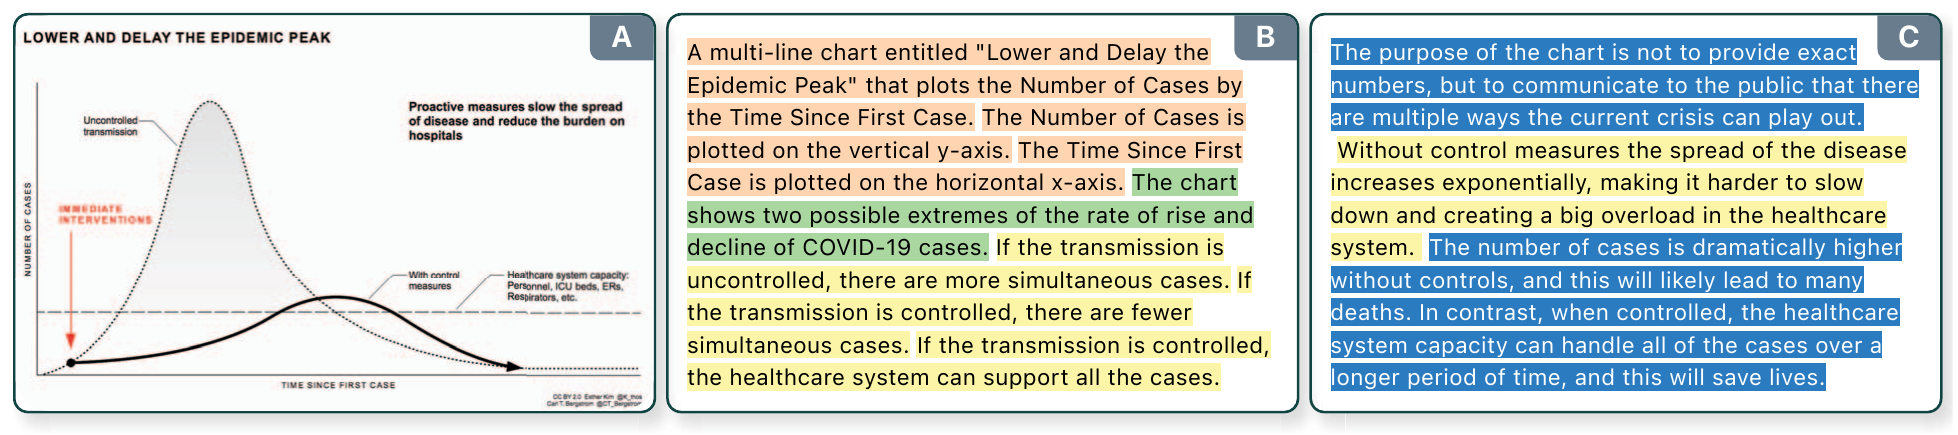 A
LOWER AND DELAY THE EPIDEMIC PEAK
Uncontrolled
transmission
Proactive measures slow the spread
of disease and reduce the burden on
hospitals
NUMBER OF CASES
IMMEDIATE
INTERVENTIONS
With control
measures
Healthcare system capacity:
Personnel, ICU beds, ERs,
Respirators, etc.
TIME SINCE FIRST CASE
CC BY 2.0 Esther Kim @K_thos
Carl T. Bergstrom @CT_Bergstrom
B
A multi-line chart entitled "Lower and Delay the
Epidemic Peak" that plots the Number of Cases by
the Time Since First Case. The Number of Cases is
plotted on the vertical y-axis. The Time Since First
Case is plotted on the horizontal x-axis. The chart
shows two possible extremes of the rate of rise and
decline of COVID-19 cases. If the transmission is
uncontrolled, there are more simultaneous cases. If
the transmission is controlled, there are fewer
simultaneous cases. If the transmission is controlled,
the healthcare system can support all the cases.
C
The purpose of the chart is not to provide exact
numbers, but to communicate to the public that there
are multiple ways the current crisis can play out.
Without control measures the spread of the disease
increases exponentially, making it harder to slow
down and creating a big overload in the healthcare
system. The number of cases is dramatically higher
without controls, and this will likely lead to many
deaths. In contrast, when controlled, the healthcare
system capacity can handle all of the cases over a
longer period of time, and this will save lives.